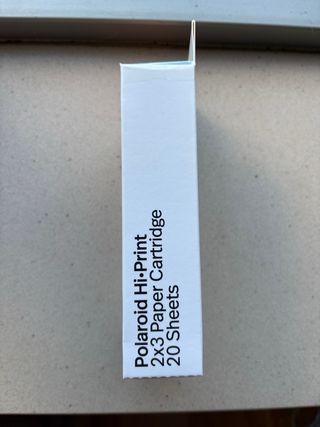 Polaroid Hi•Print
2x3 Paper Cartridge
20 Sheets